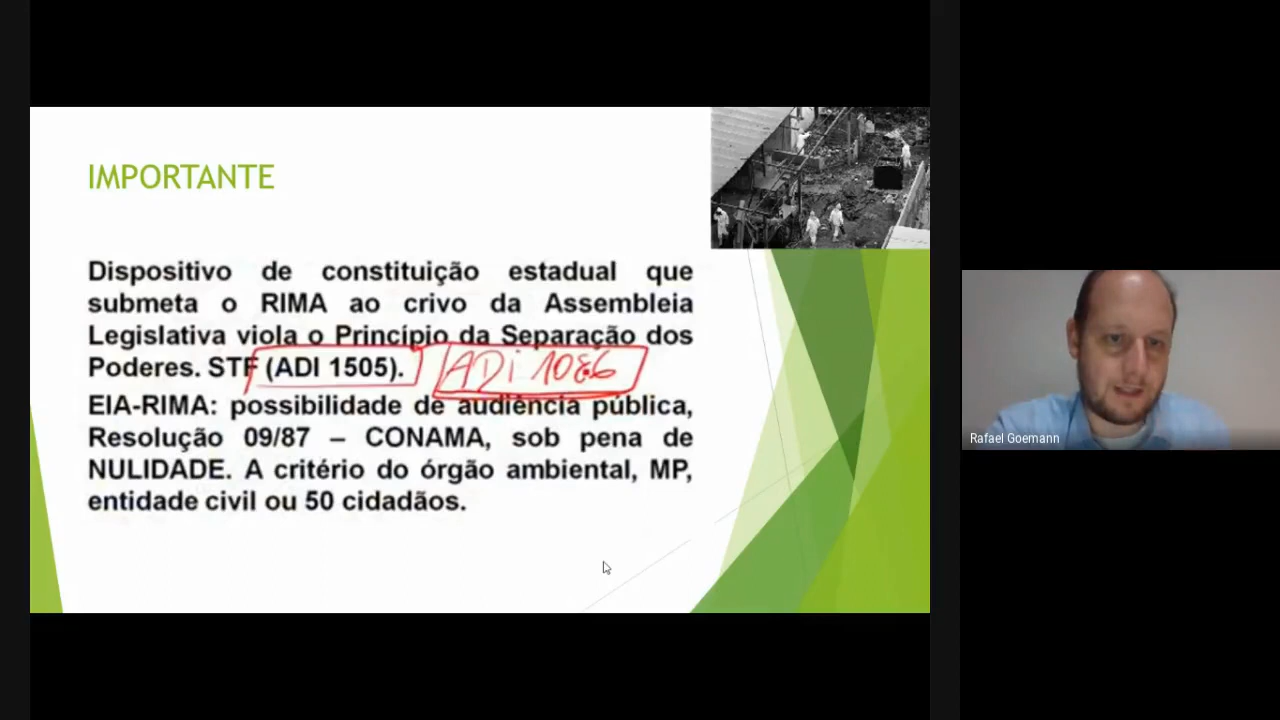 IMPORTANTE
Dispositivo de constituição estadual que
submeta o RIMA ao crivo da Assembleia
Legislativa viola o Princípio da Separação dos
Poderes. STF (ADI 1505). ADI 1086
EIA-RIMA: possibilidade de audiência pública,
Resolução 09/87 – CONAMA, sob pena de
NULIDADE. A critério do órgão ambiental, MP,
entidade civil ou 50 cidadãos.
Rafael Goemann